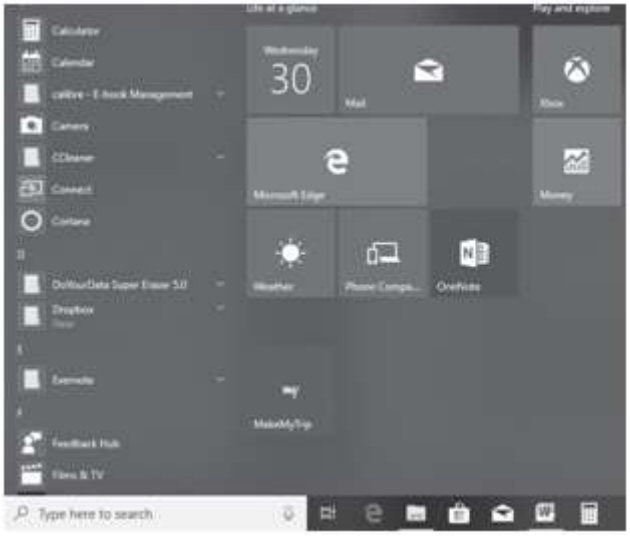 Life at a glance
Play and explore
Calculator
Calendar
calibre - E-book Management
Camera
CCleaner
Connect
Cortana
D
DoYourData Super Eraser 5.0
Dropbox
New
E
Evernote
F
Feedback Hub
Films & TV
Wednesday
30
Mail
Xbox
Microsoft Edge
Money
Weather
Phone Compa...
OneNote
N
my
MakeMyTrip
Type here to search
W